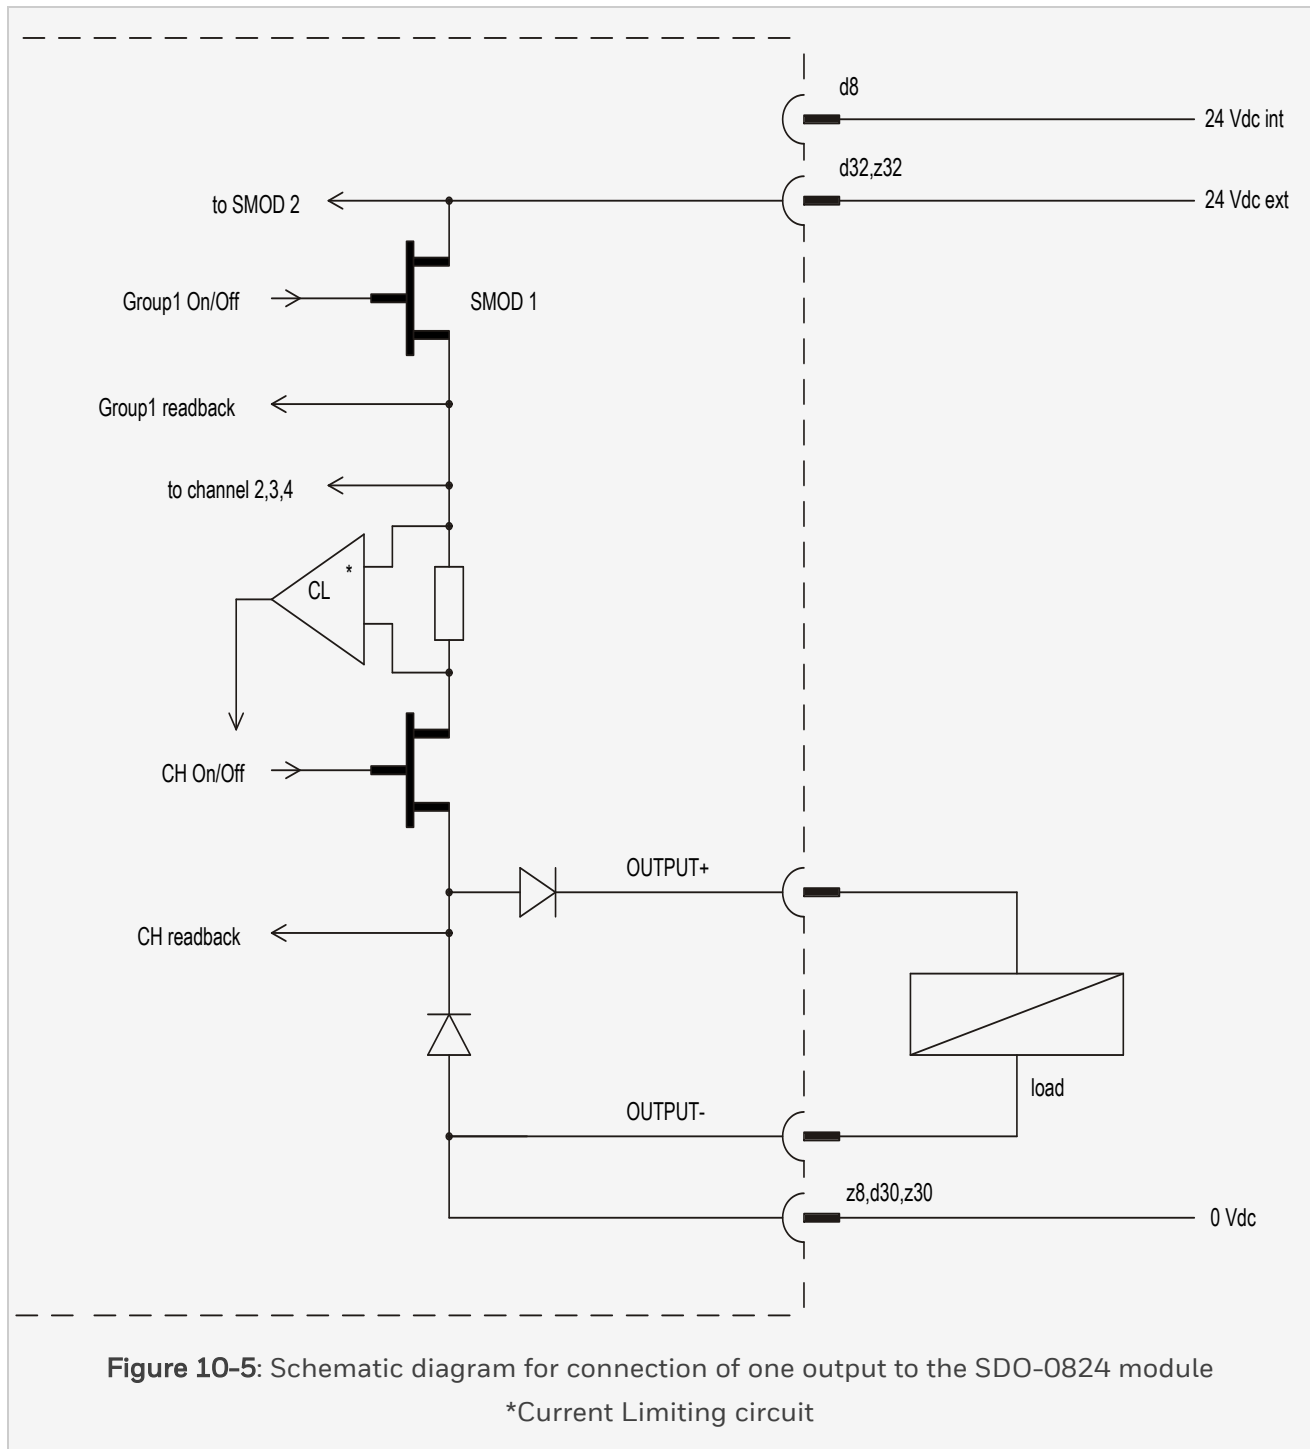 d8
24 Vdc int
d32,z32
24 Vdc ext
to SMOD 2
Group1 On/Off
SMOD 1
Group1 readback
to channel 2,3,4
*
CL
CH On/Off
OUTPUT+
CH readback
load
OUTPUT-
z8,d30,z30
0 Vdc
Figure 10-5: Schematic diagram for connection of one output to the SDO-0824 module
*Current Limiting circuit